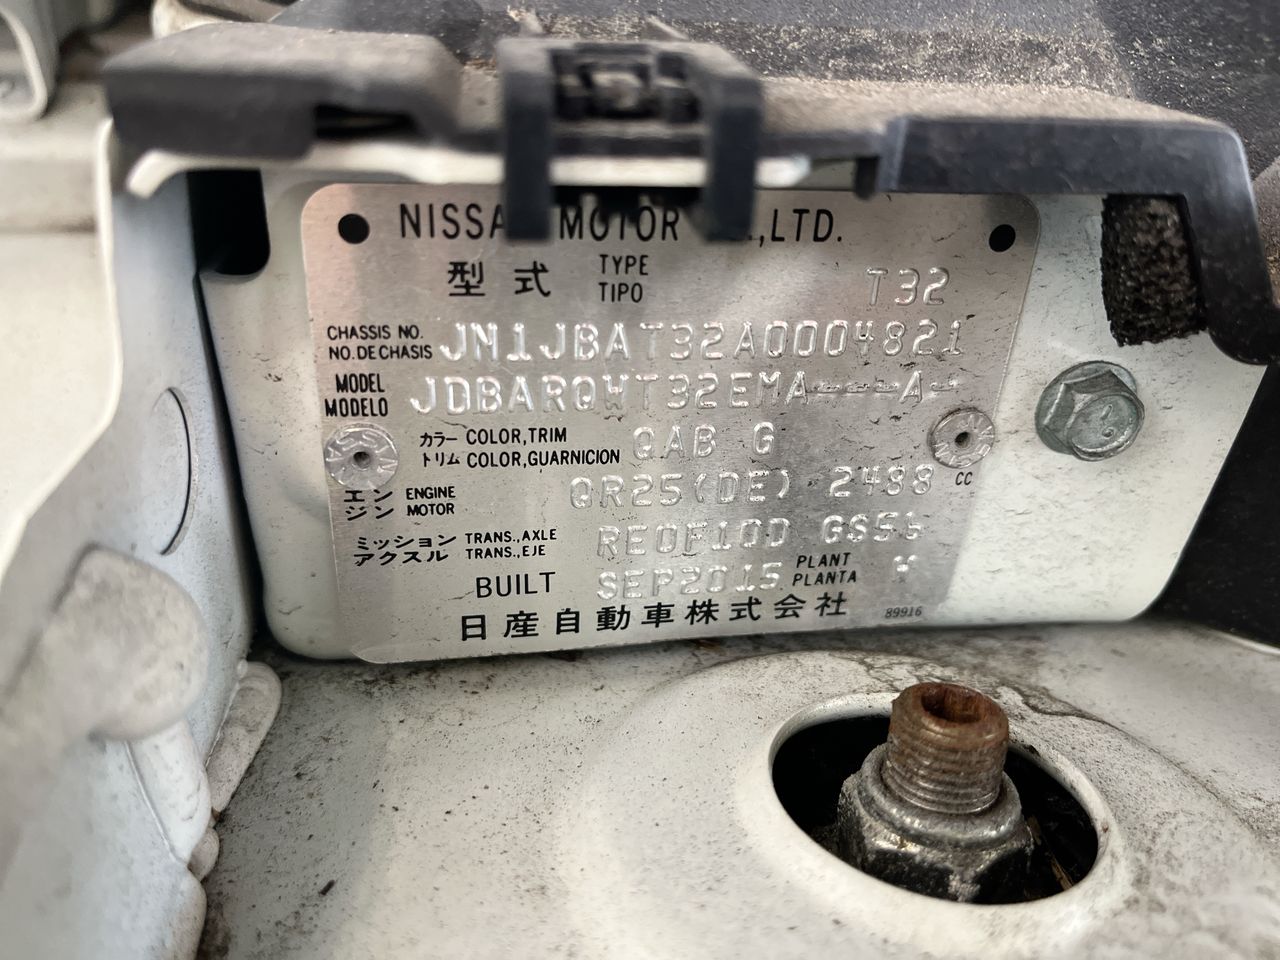 NISSA MOTOR ,LTD.
型式 TYPE TIPO T32
CHASSIS NO. NO. DE CHASIS JN1JBAT32A0004821
MODEL MODELO JDBARQWT32EMA----A-
カラー COLOR,TRIM トリム COLOR,GUARNICION QAB G
エンジン ENGINE MOTOR QR25(DE) 2488 CC
ミッション TRANS.,AXLE アクスル TRANS.,EJE RE0F10D GS56
BUILT SEP2015 PLANT PLANTA W
日産自動車株式会社 89916